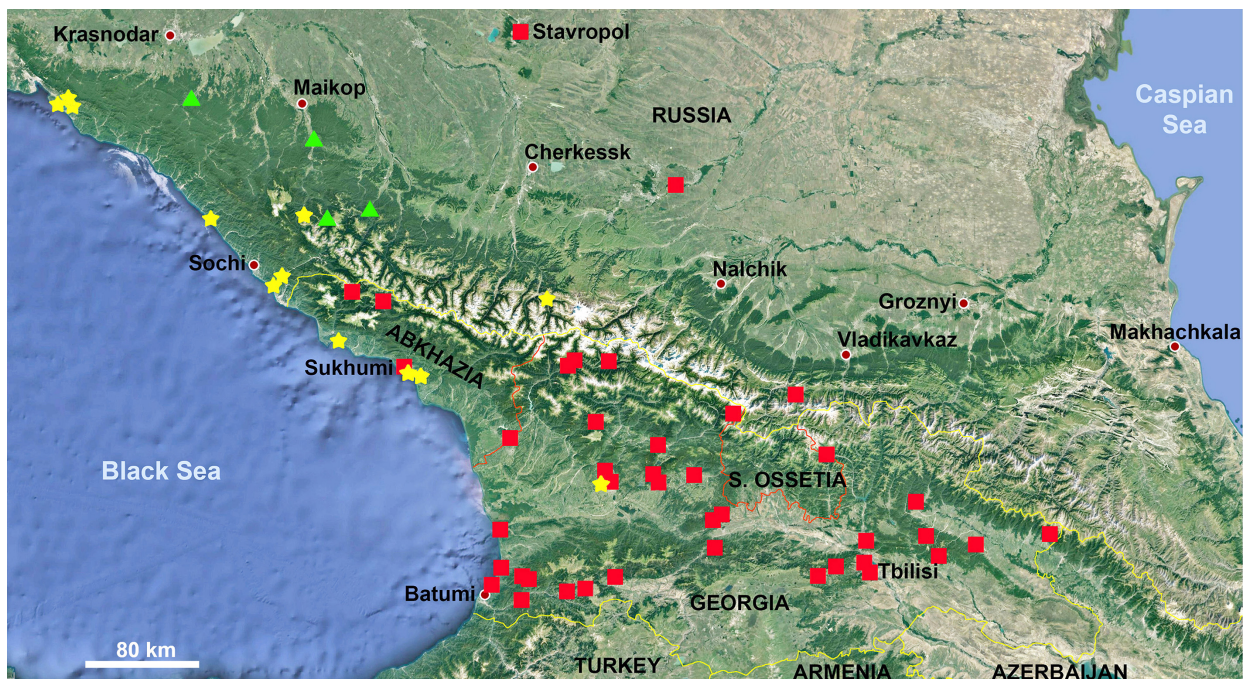 Krasnodar
Stavropol
Maikop
RUSSIA
Caspian
Sea
Cherkessk
Sochi
Nalchik
Groznyi
Makhachkala
Vladikavkaz
ABKHAZIA
Sukhumi
Black Sea
S. OSSETIA
Tbilisi
Batumi
GEORGIA
80 km
TURKEY
ARMENIA
AZERBAIJAN